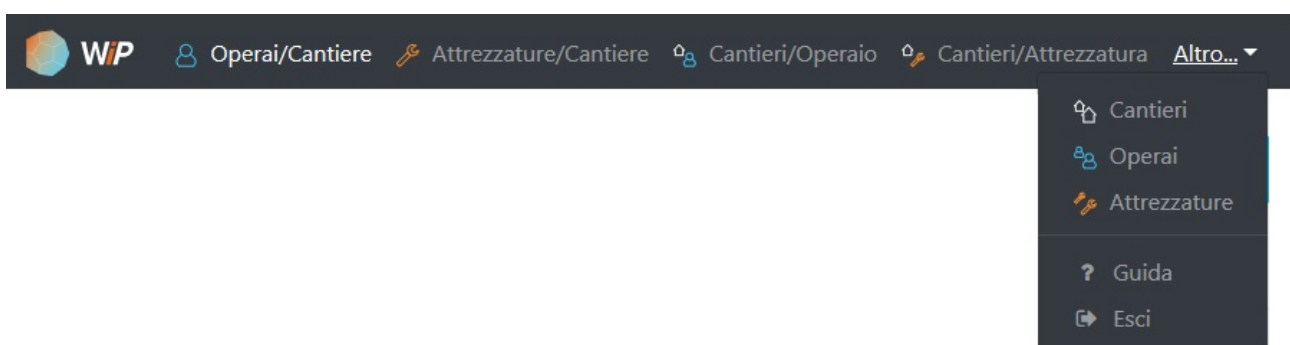 WiP Operai/Cantiere Attrezzature/Cantiere Cantieri/Operaio Cantieri/Attrezzatura Altro...
Cantieri
Operai
Attrezzature
? Guida
Esci